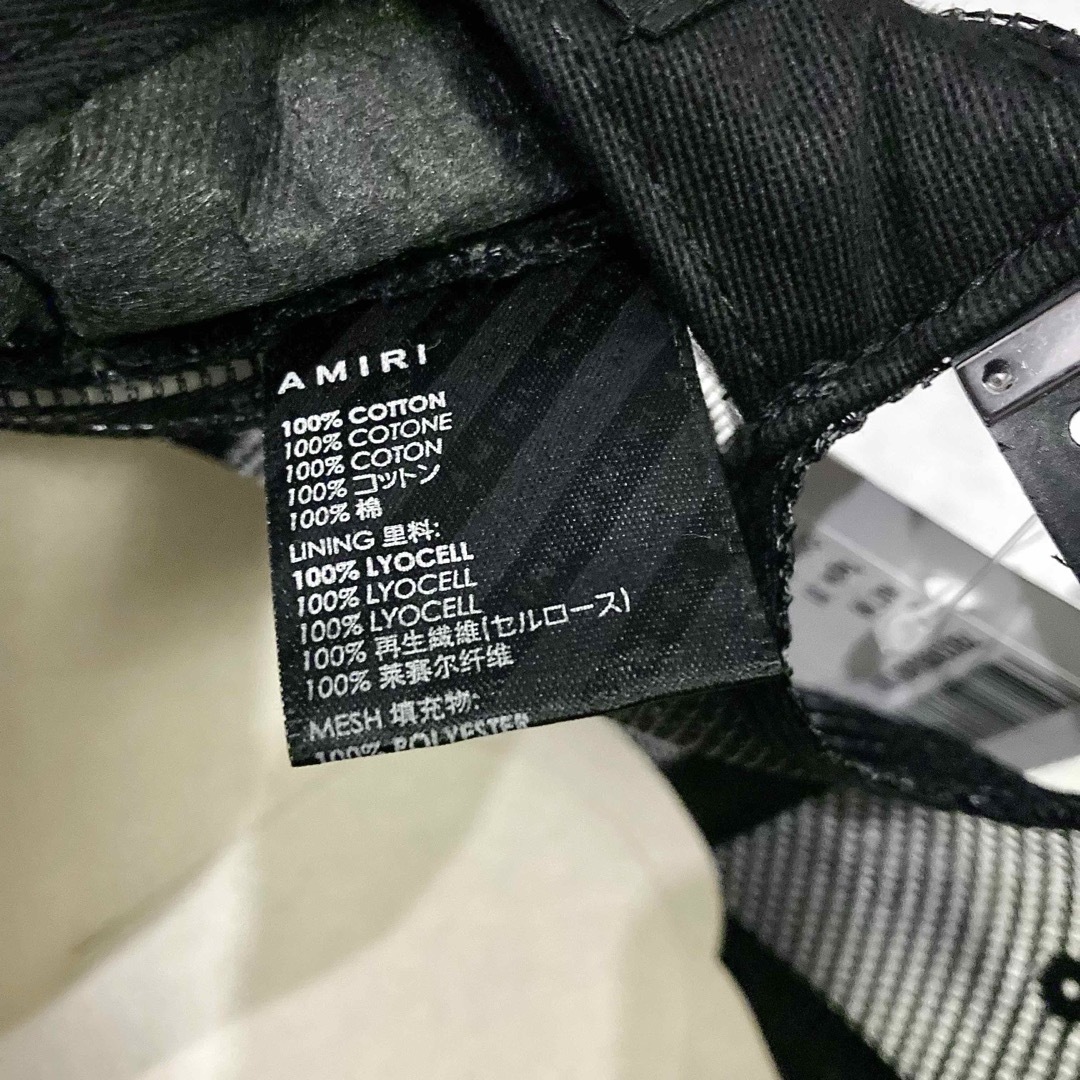 AMIRI
100% COTTON
100% COTONE
100% COTON
100% コットン
100% 棉
LINING 里料:
100% LYOCELL
100% LYOCELL
100% LYOCELL
100% 再生繊維(セルロース)
100% 莱赛尔纤维
MESH 填充物:
100% POLYESTER